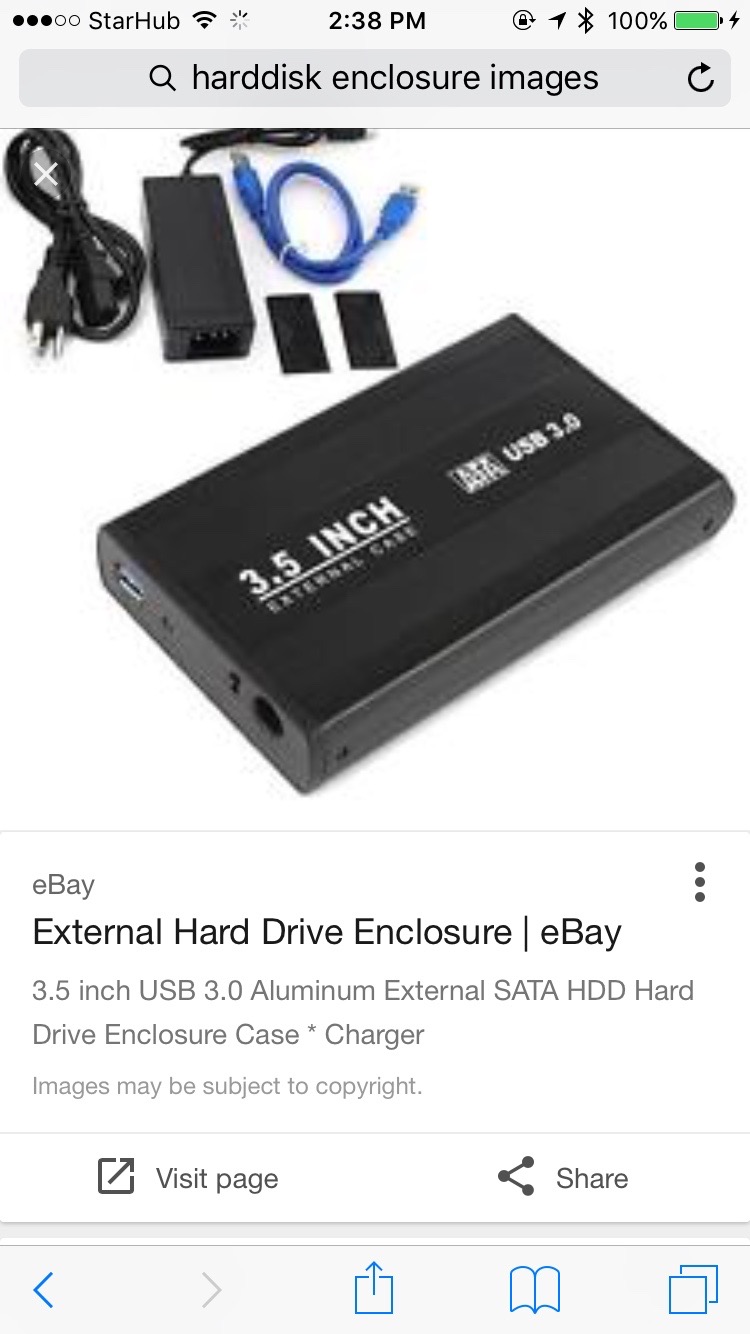 StarHub 2:38 PM 100%
harddisk enclosure images
SATA USB 3.0
3.5 INCH
EXTERNAL CASE
eBay
External Hard Drive Enclosure | eBay
3.5 inch USB 3.0 Aluminum External SATA HDD Hard
Drive Enclosure Case * Charger
Images may be subject to copyright.
Visit page Share